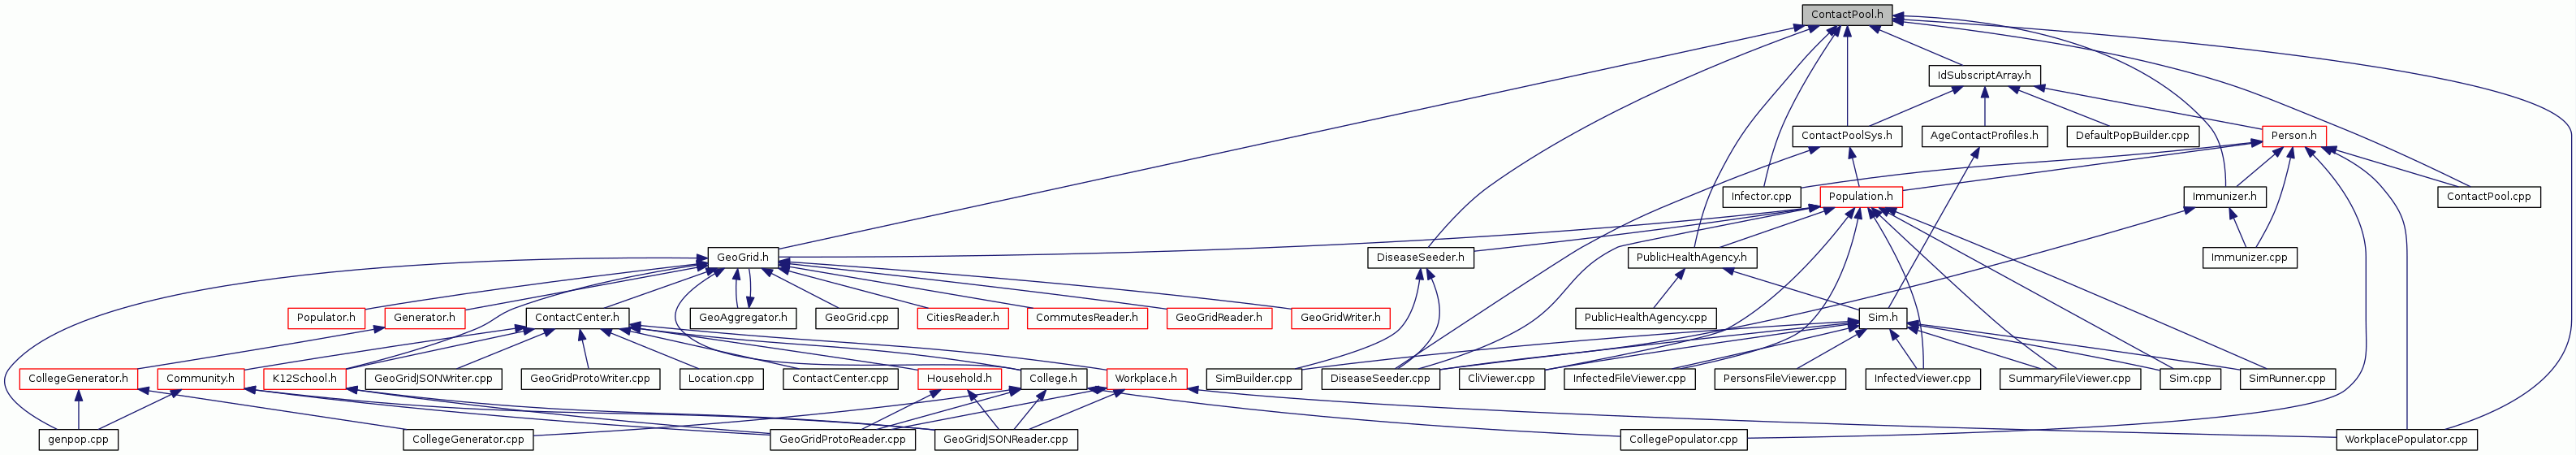 ContactPool.h
IdSubscriptArray.h
ContactPoolSys.h
AgeContactProfiles.h
DefaultPopBuilder.cpp
Person.h
Infector.cpp
Population.h
Immunizer.h
ContactPool.cpp
GeoGrid.h
DiseaseSeeder.h
PublicHealthAgency.h
Immunizer.cpp
Populator.h
Generator.h
ContactCenter.h
GeoAggregator.h
GeoGrid.cpp
CitiesReader.h
CommutesReader.h
GeoGridReader.h
GeoGridWriter.h
PublicHealthAgency.cpp
Sim.h
CollegeGenerator.h
Community.h
K12School.h
GeoGridJSONWriter.cpp
GeoGridProtoWriter.cpp
Location.cpp
ContactCenter.cpp
Household.h
College.h
Workplace.h
SimBuilder.cpp
DiseaseSeeder.cpp
CliViewer.cpp
InfectedFileViewer.cpp
PersonsFileViewer.cpp
InfectedViewer.cpp
SummaryFileViewer.cpp
Sim.cpp
SimRunner.cpp
genpop.cpp
CollegeGenerator.cpp
GeoGridProtoReader.cpp
GeoGridJSONReader.cpp
CollegePopulator.cpp
WorkplacePopulator.cpp